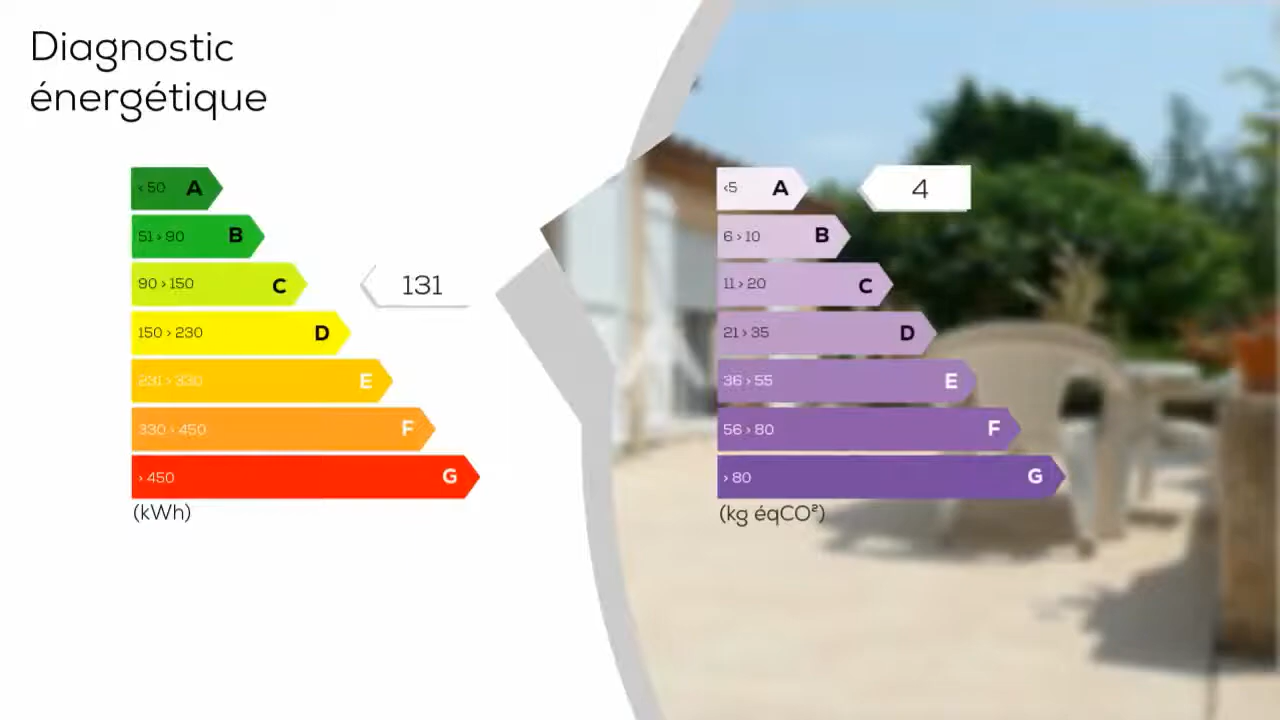 Diagnostic
énergétique
< 50 A
51 > 90 B
90 > 150 C
131
150 > 230 D
231 > 330 E
330 > 450 F
> 450 G
(kWh)
<5 A
4
6 > 10 B
11 > 20 C
21 > 35 D
36 > 55 E
56 > 80 F
> 80 G
(kg éqCO²)